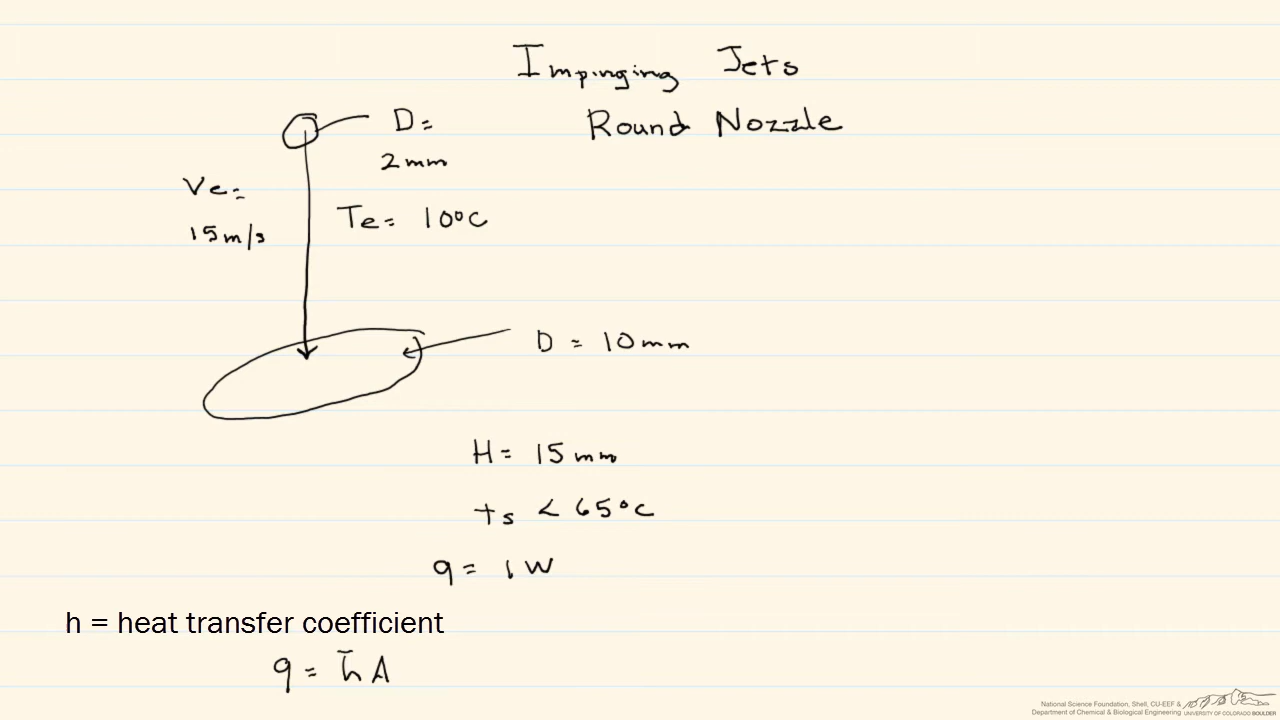 Impinging Jets
Round Nozzle
D=
2mm
Ve=
15m/s
Te= 10°C
D = 10mm
H= 15mm
Ts < 65°C
q= 1W
h = heat transfer coefficient
q = h̄ A
National Science Foundation, Shell, CU-EEF &
Department of Chemical & Biological Engineering
UNIVERSITY OF COLORADO BOULDER